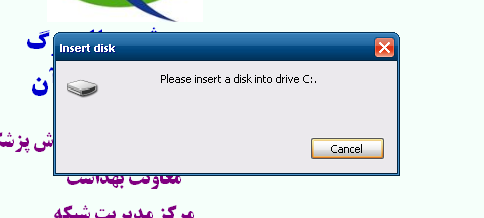 Insert disk
Please insert a disk into drive C:.
Cancel
معاونت بهداشت
مرکز مدیریت شبکه